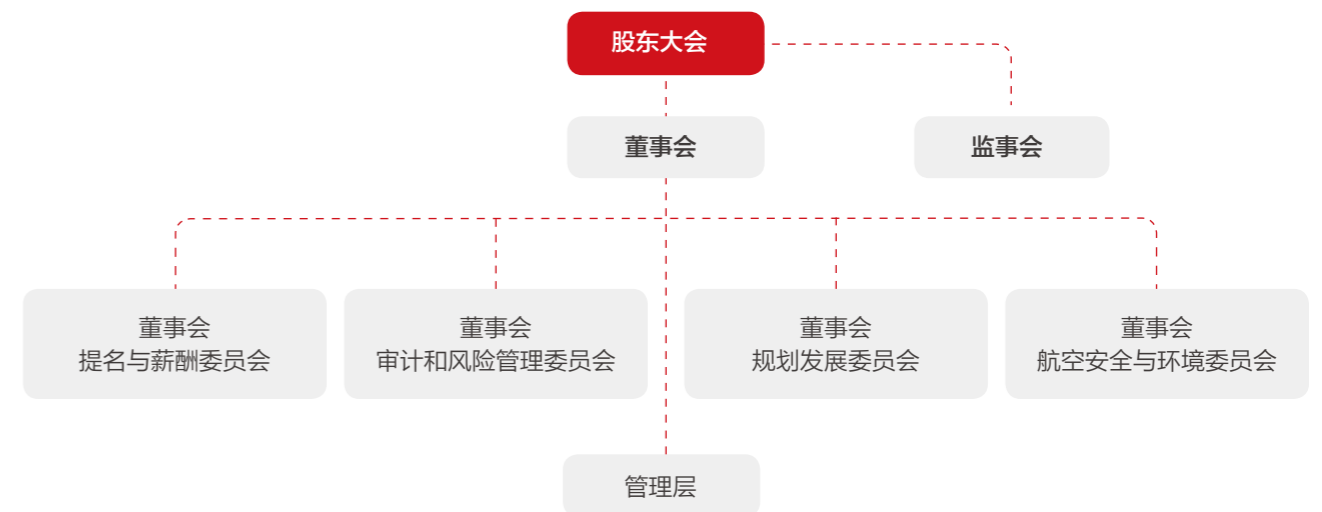 股东大会
董事会
监事会
董事会
提名与薪酬委员会
董事会
审计和风险管理委员会
董事会
规划发展委员会
董事会
航空安全与环境委员会
管理层